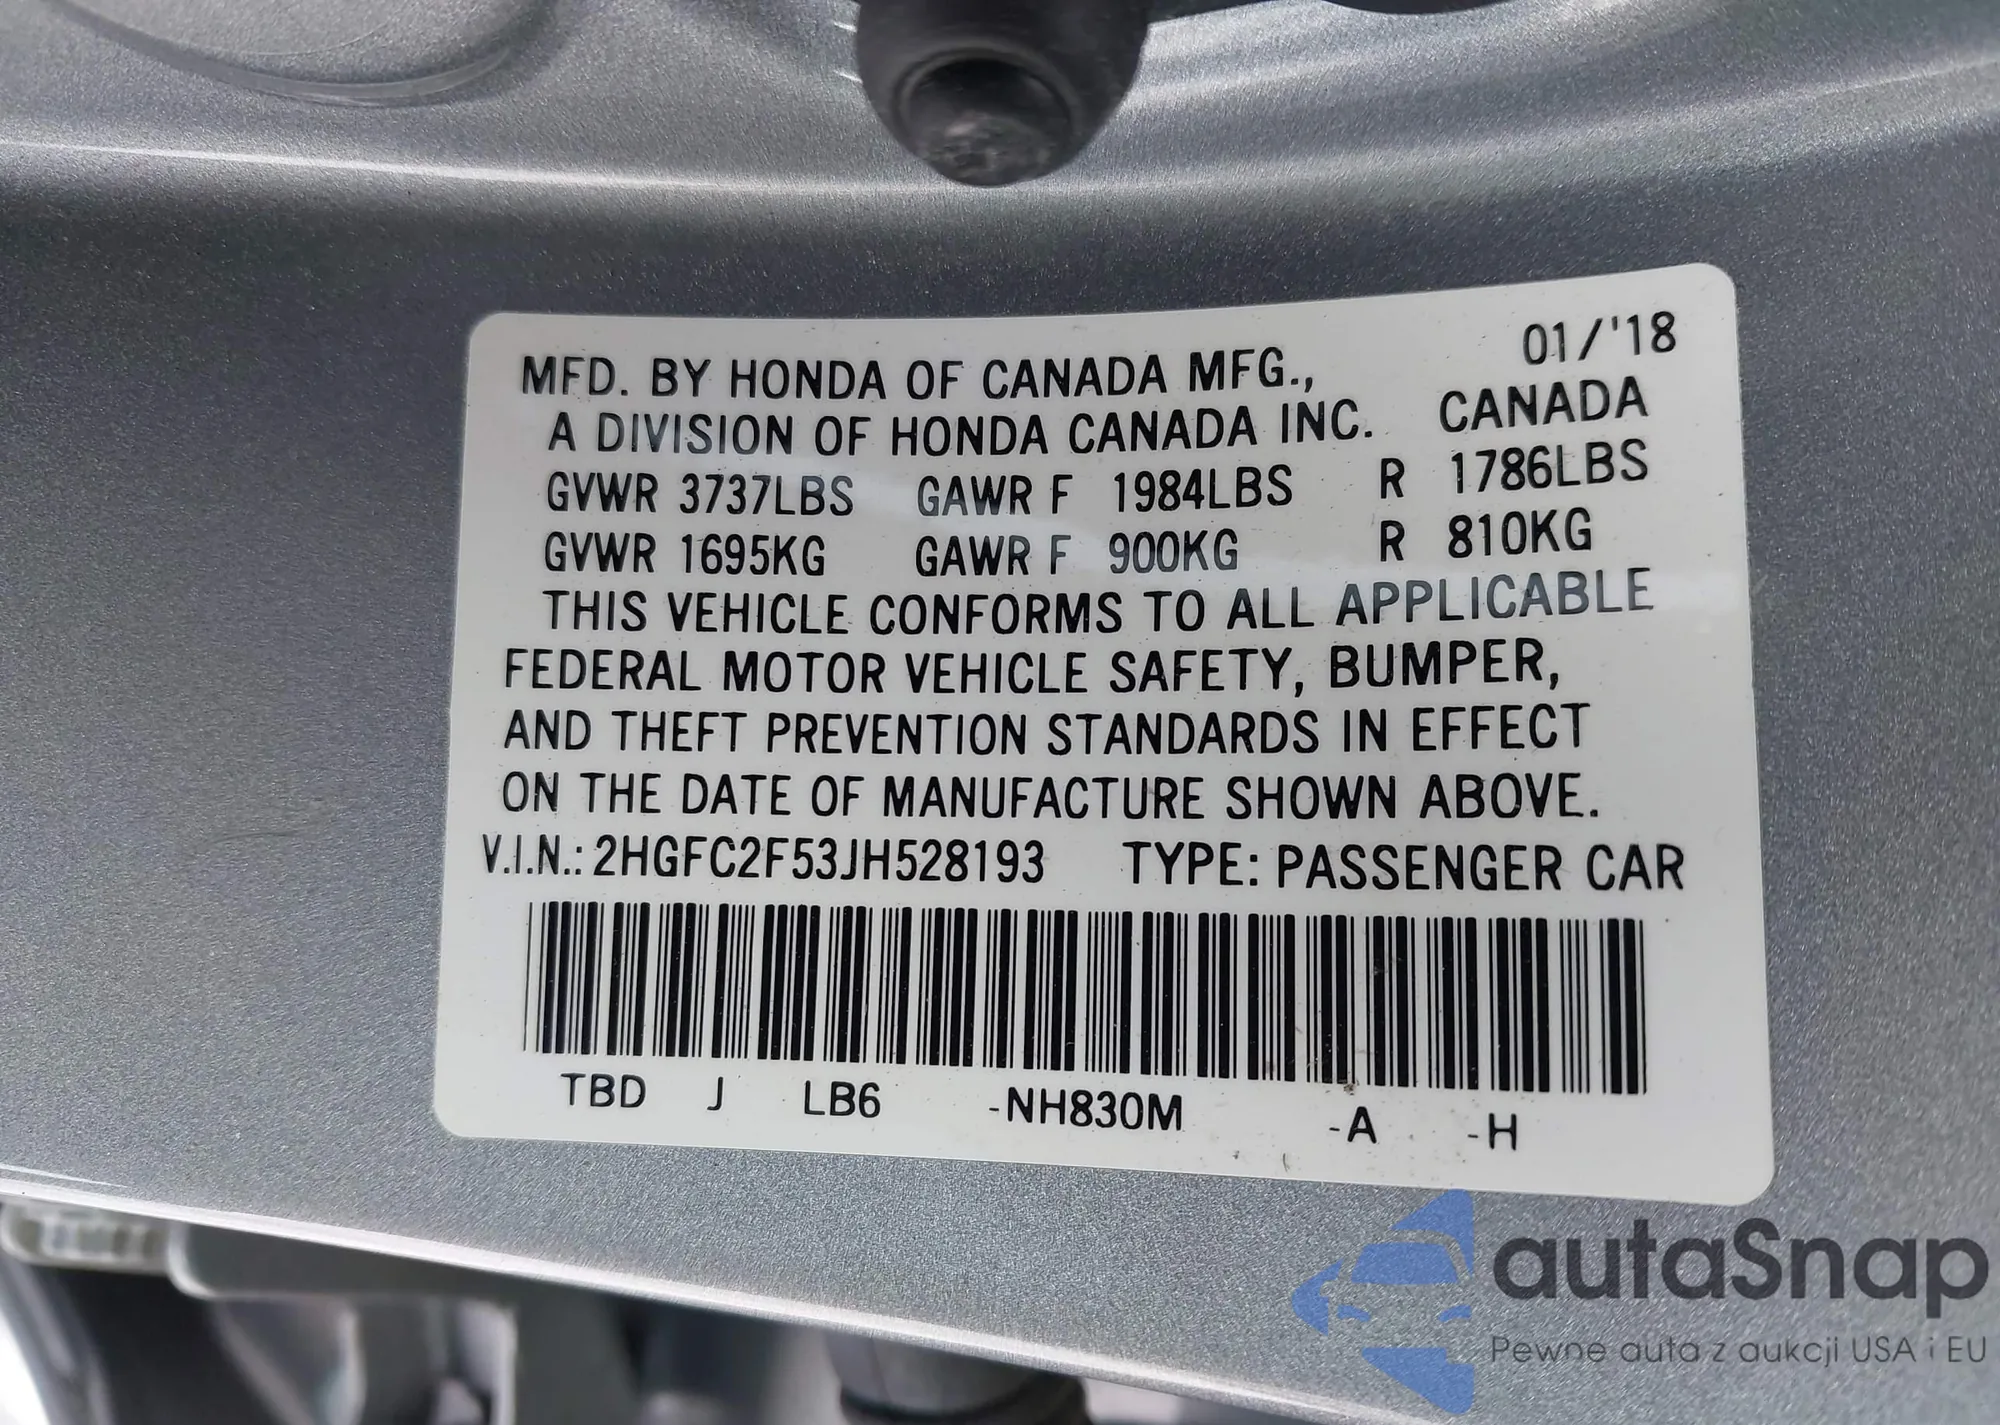 01/'18
MFD. BY HONDA OF CANADA MFG.,
A DIVISION OF HONDA CANADA INC. CANADA
GVWR 3737LBS GAWR F 1984LBS R 1786LBS
GVWR 1695KG GAWR F 900KG R 810KG
THIS VEHICLE CONFORMS TO ALL APPLICABLE
FEDERAL MOTOR VEHICLE SAFETY, BUMPER,
AND THEFT PREVENTION STANDARDS IN EFFECT
ON THE DATE OF MANUFACTURE SHOWN ABOVE.
V.I.N.: 2HGFC2F53JH528193 TYPE: PASSENGER CAR
TBD J LB6 -NH830M -A -H
autaSnap
Pewne auta z aukcji USA i EU